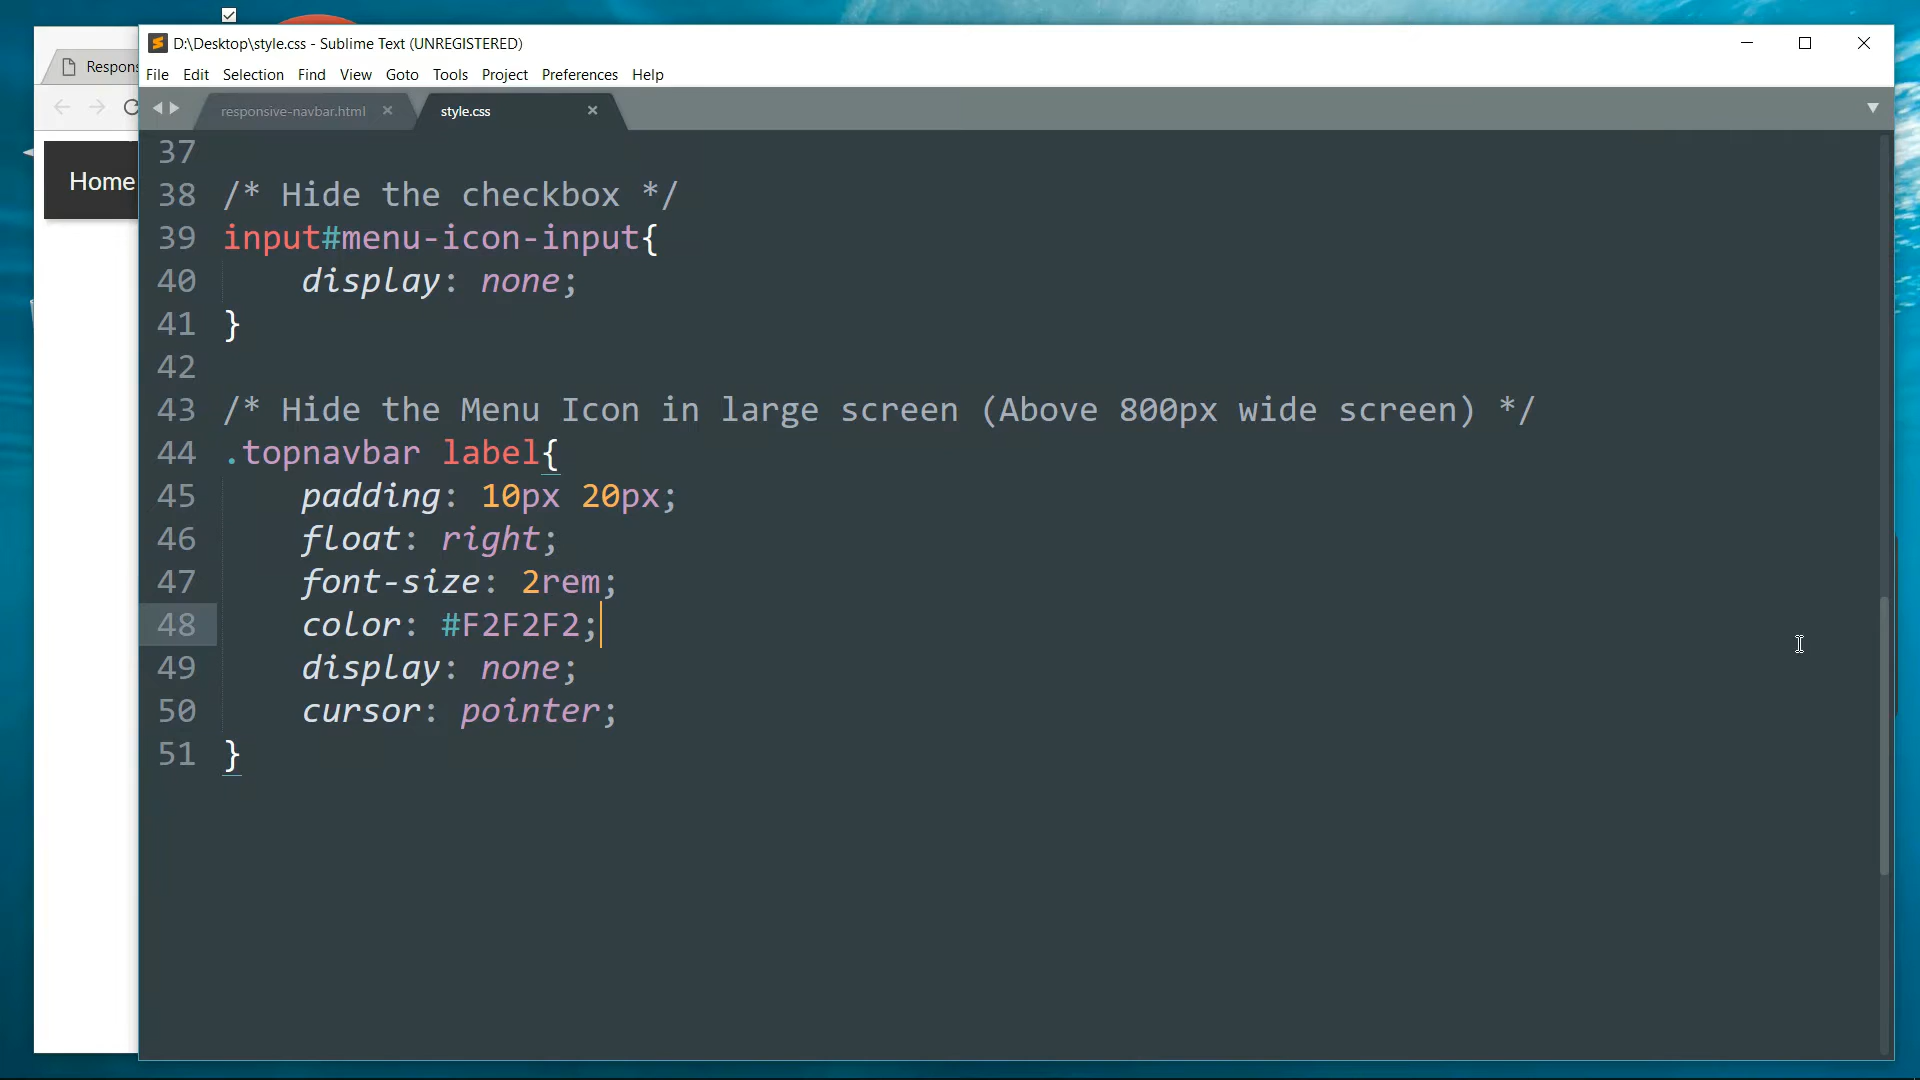 D:\Desktop\style.css - Sublime Text (UNREGISTERED)
File Edit Selection Find View Goto Tools Project Preferences Help
responsive-navbar.html
style.css
Home
37
38 /* Hide the checkbox */
39 input#menu-icon-input{
40 display: none;
41 }
42
43 /* Hide the Menu Icon in large screen (Above 800px wide screen) */
44 .topnavbar label{
45 padding: 10px 20px;
46 float: right;
47 font-size: 2rem;
48 color: #F2F2F2;
49 display: none;
50 cursor: pointer;
51 }